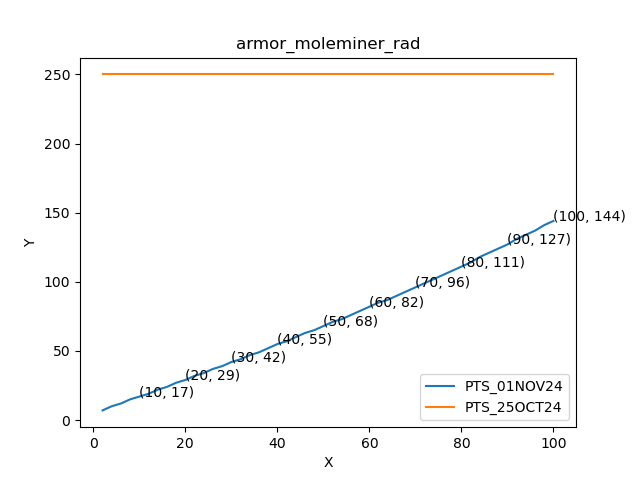 armor_moleminer_rad
250
200
150
100
50
0
Y
(100, 144)
(90, 127)
(80, 111)
(70, 96)
(60, 82)
(50, 68)
(40, 55)
(30, 42)
(20, 29)
(10, 17)
PTS_01NOV24
PTS_25OCT24
0 20 40 60 80 100
X